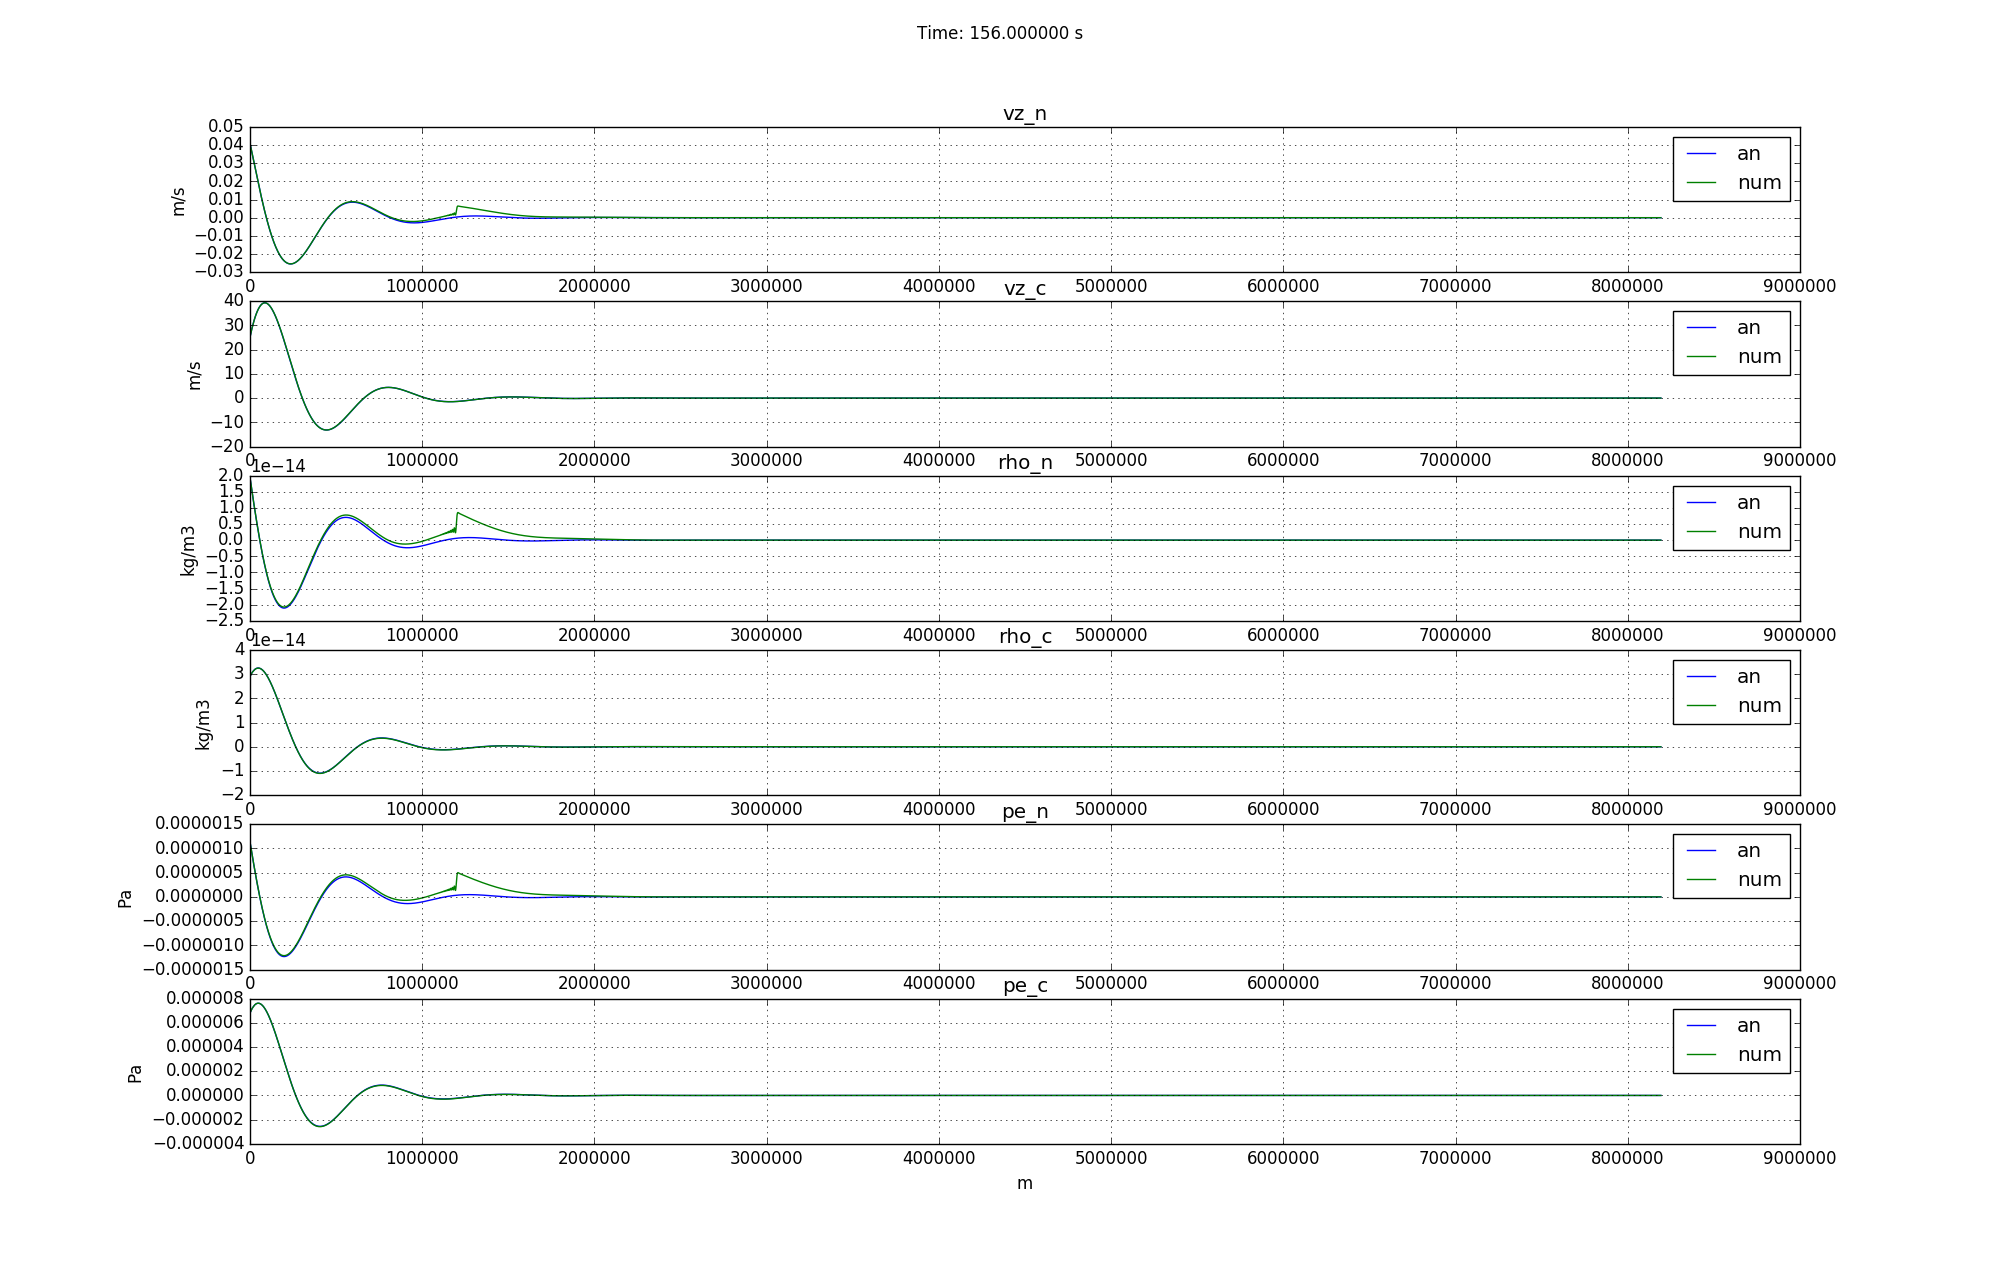 Time: 156.000000 s
vz_n
0.05
0.04
0.03
0.02
0.01
0.00
−0.01
−0.02
−0.03
m/s
an
num
0 1000000 2000000 3000000 4000000 5000000 6000000 7000000 8000000 9000000
vz_c
40
30
20
10
0
−10
−20
m/s
an
num
0 1000000 2000000 3000000 4000000 5000000 6000000 7000000 8000000 9000000
1e−14
rho_n
2.0
1.5
1.0
0.5
0.0
−0.5
−1.0
−1.5
−2.0
−2.5
kg/m3
an
num
0 1000000 2000000 3000000 4000000 5000000 6000000 7000000 8000000 9000000
1e−14
rho_c
4
3
2
1
0
−1
−2
kg/m3
an
num
0 1000000 2000000 3000000 4000000 5000000 6000000 7000000 8000000 9000000
pe_n
0.0000015
0.0000010
0.0000005
0.0000000
−0.0000005
−0.0000010
−0.0000015
Pa
an
num
0 1000000 2000000 3000000 4000000 5000000 6000000 7000000 8000000 9000000
pe_c
0.000008
0.000006
0.000004
0.000002
0.000000
−0.000002
−0.000004
Pa
an
num
0 1000000 2000000 3000000 4000000 5000000 6000000 7000000 8000000 9000000
m